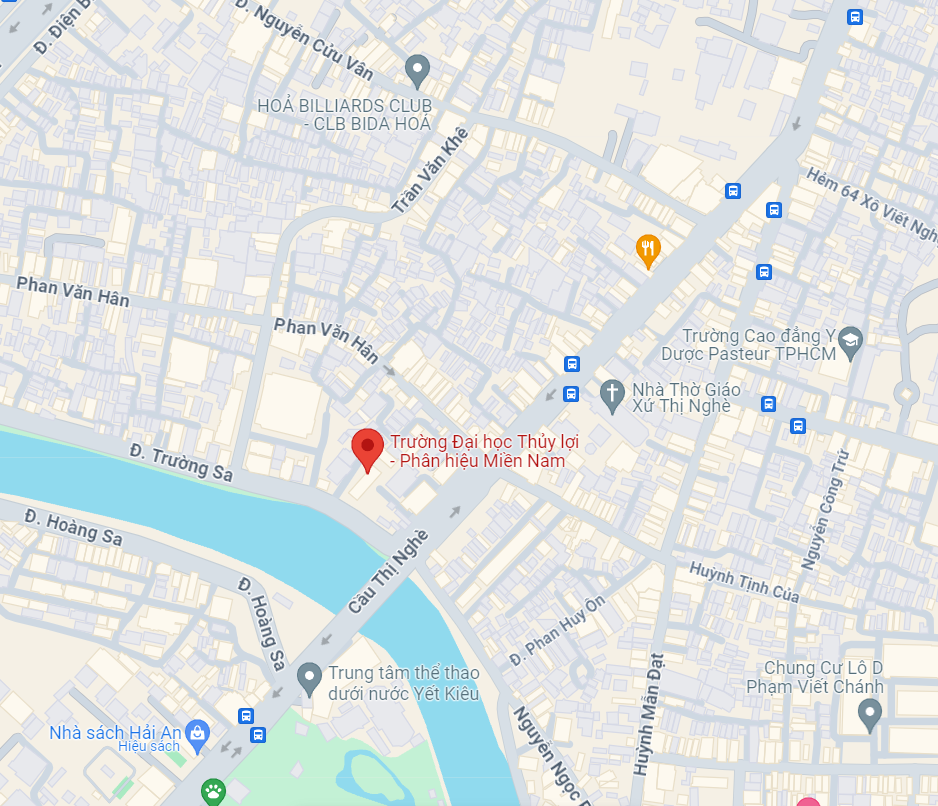 Đ. Điện B
Đ. Nguyễn Cửu Vân
HOẢ BILLIARDS CLUB
- CLB BIDA HOẢ
Trần Văn Khê
Hẻm 64 Xô Viết Ngh
Phan Văn Hân
Phan Văn Hân
Trường Cao đẳng Y
Dược Pasteur TPHCM
Nhà Thờ Giáo
Xứ Thị Nghè
Trường Đại học Thủy lợi
- Phân hiệu Miền Nam
Đ. Trường Sa
Nguyễn Công Trứ
Đ. Hoàng Sa
Cầu Thị Nghè
Huỳnh Tịnh Của
Đ. Hoàng Sa
Đ. Phan Huy Ôn
Huỳnh Mẫn Đạt
Trung tâm thể thao
dưới nước Yết Kiêu
Chung Cư Lô D
Phạm Viết Chánh
Nguyễn Ngọc
Nhà sách Hải An
Hiệu sách